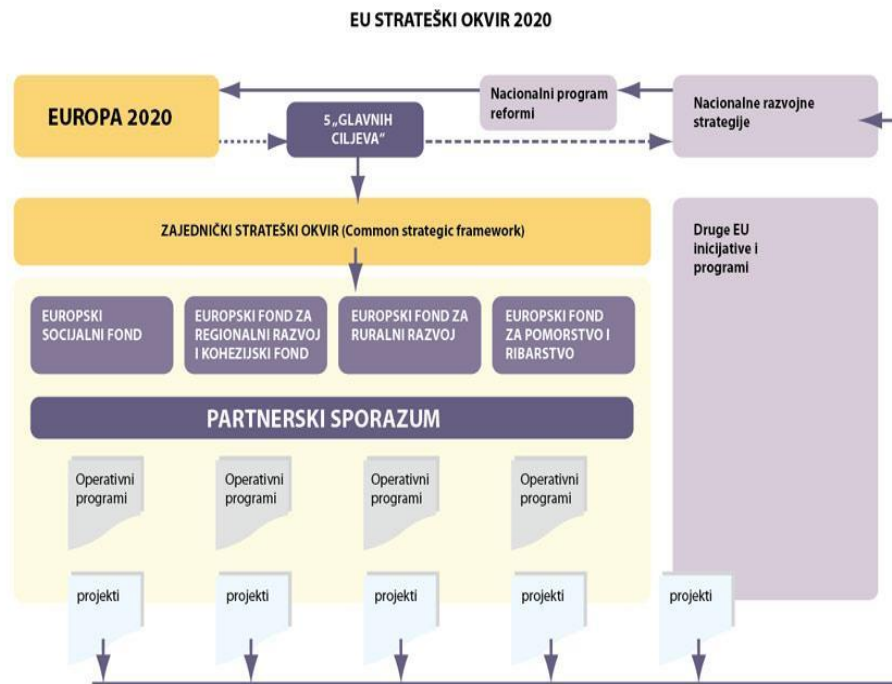 EU STRATEŠKI OKVIR 2020
EUROPA 2020
5 „GLAVNIH
CILJEVA“
Nacionalni program
reformi
Nacionalne razvojne
strategije
ZAJEDNIČKI STRATEŠKI OKVIR (Common strategic framework)
Druge EU
inicijative i
programi
EUROPSKI
SOCIJALNI FOND
EUROPSKI FOND ZA
REGIONALNI RAZVOJ
I KOHEZIJSKI FOND
EUROPSKI FOND ZA
RURALNI RAZVOJ
EUROPSKI FOND
ZA POMORSTVO I
RIBARSTVO
PARTNERSKI SPORAZUM
Operativni
programi
Operativni
programi
Operativni
programi
Operativni
programi
projekti
projekti
projekti
projekti
projekti